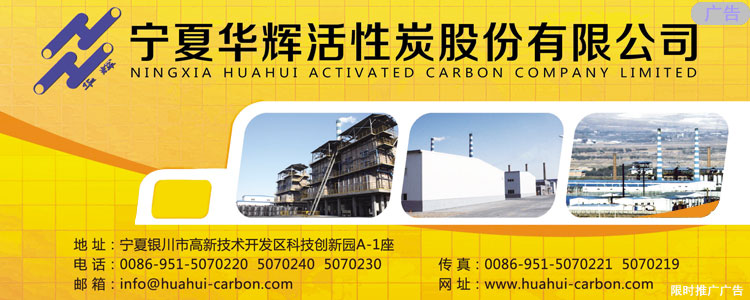 广告
宁夏华辉活性炭股份有限公司
NINGXIA HUAHUI ACTIVATED CARBON COMPANY LIMITED
华辉
地 址：宁夏银川市高新技术开发区科技创新园A-1座
电 话：0086-951-5070220 5070240 5070230
传 真：0086-951-5070221 5070219
邮 箱：info@huahui-carbon.com
网 址：www.huahui-carbon.com
限时推广广告